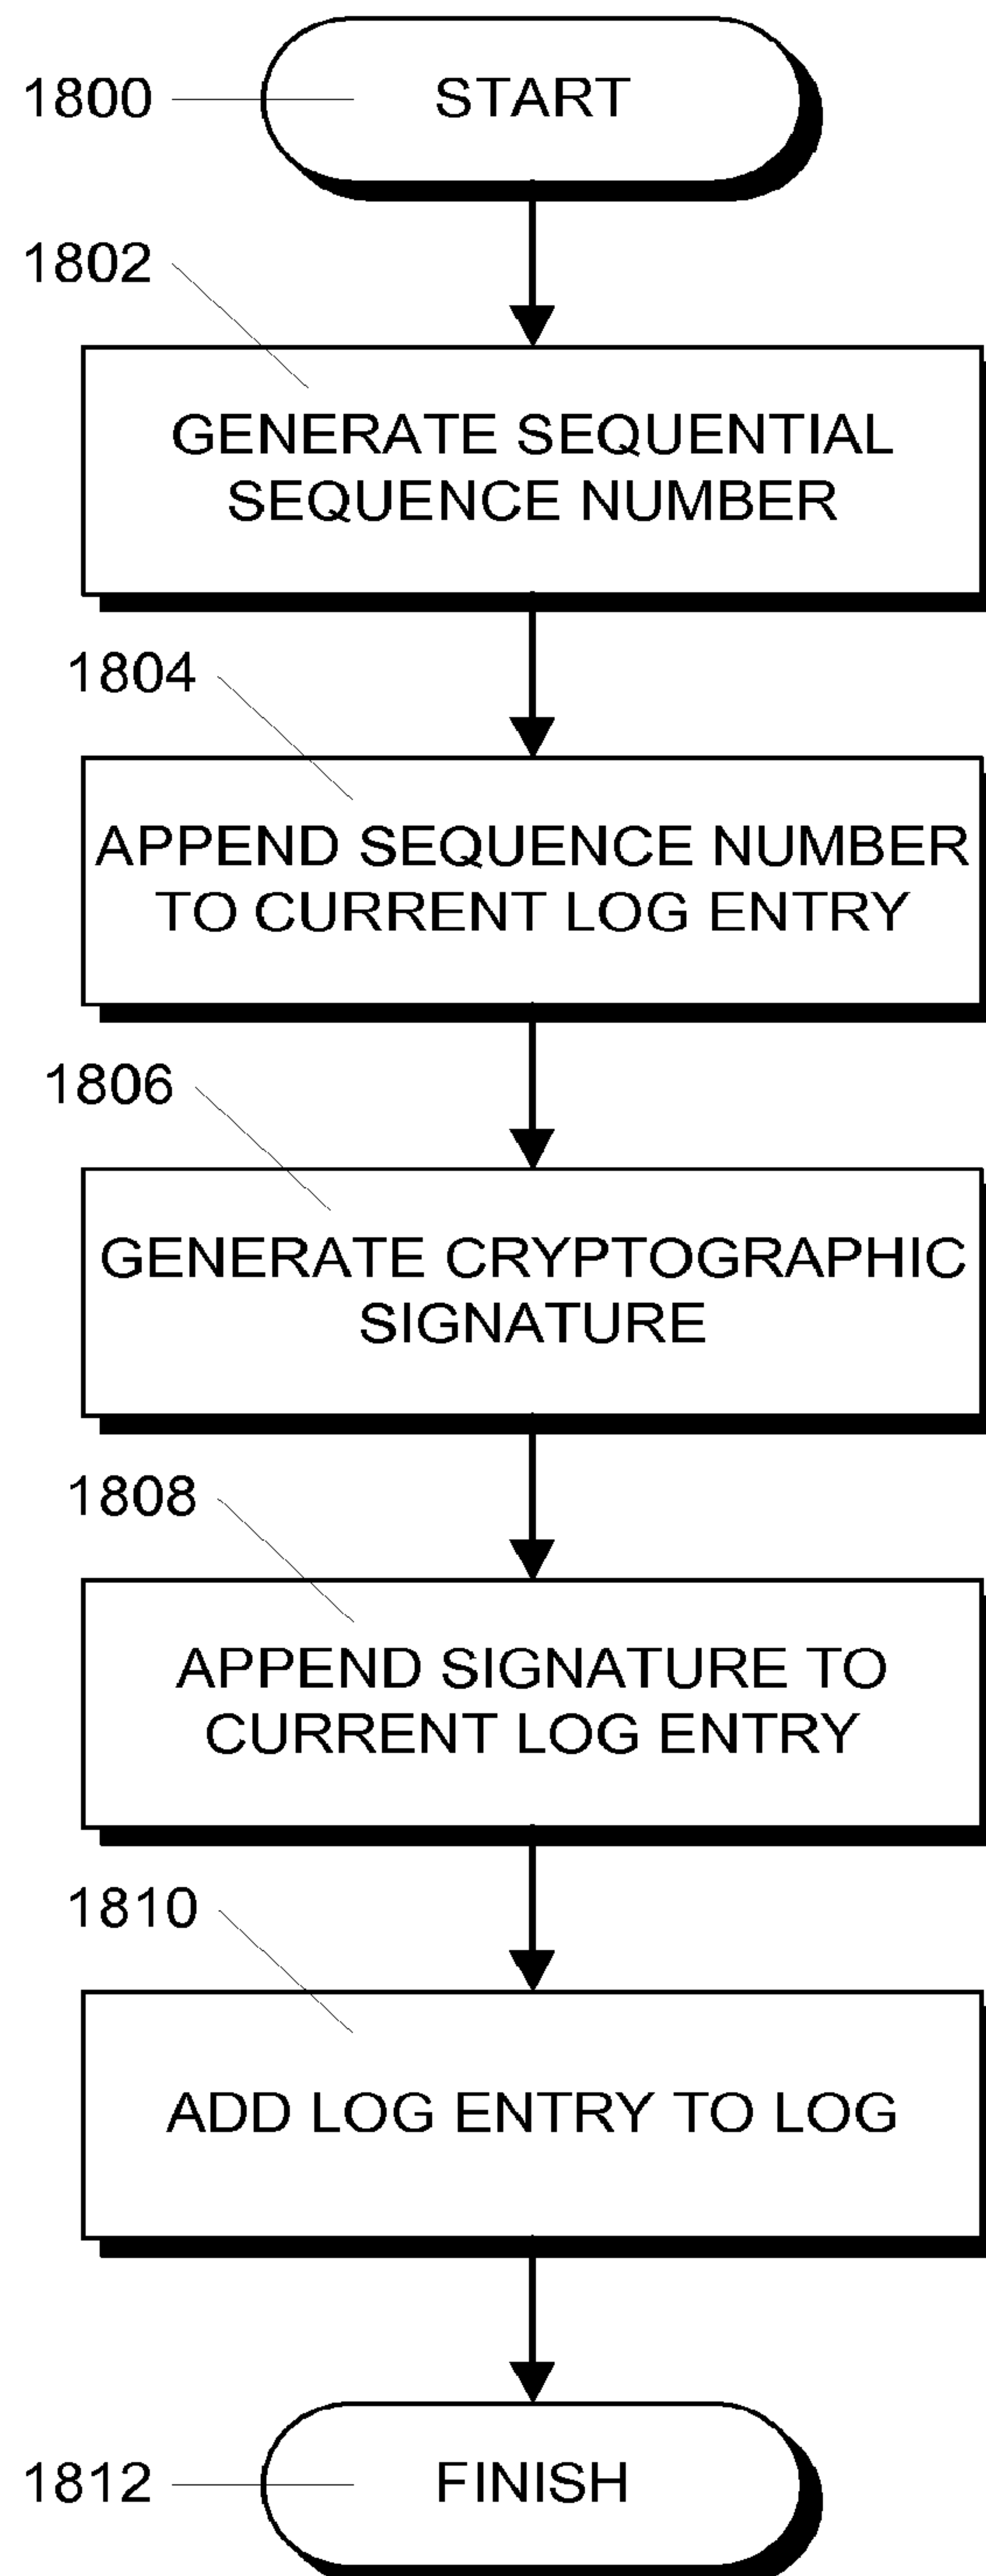 1800
START
1802
GENERATE SEQUENTIAL
SEQUENCE NUMBER
1804
APPEND SEQUENCE NUMBER
TO CURRENT LOG ENTRY
1806
GENERATE CRYPTOGRAPHIC
SIGNATURE
1808
APPEND SIGNATURE TO
CURRENT LOG ENTRY
1810
ADD LOG ENTRY TO LOG
1812
FINISH